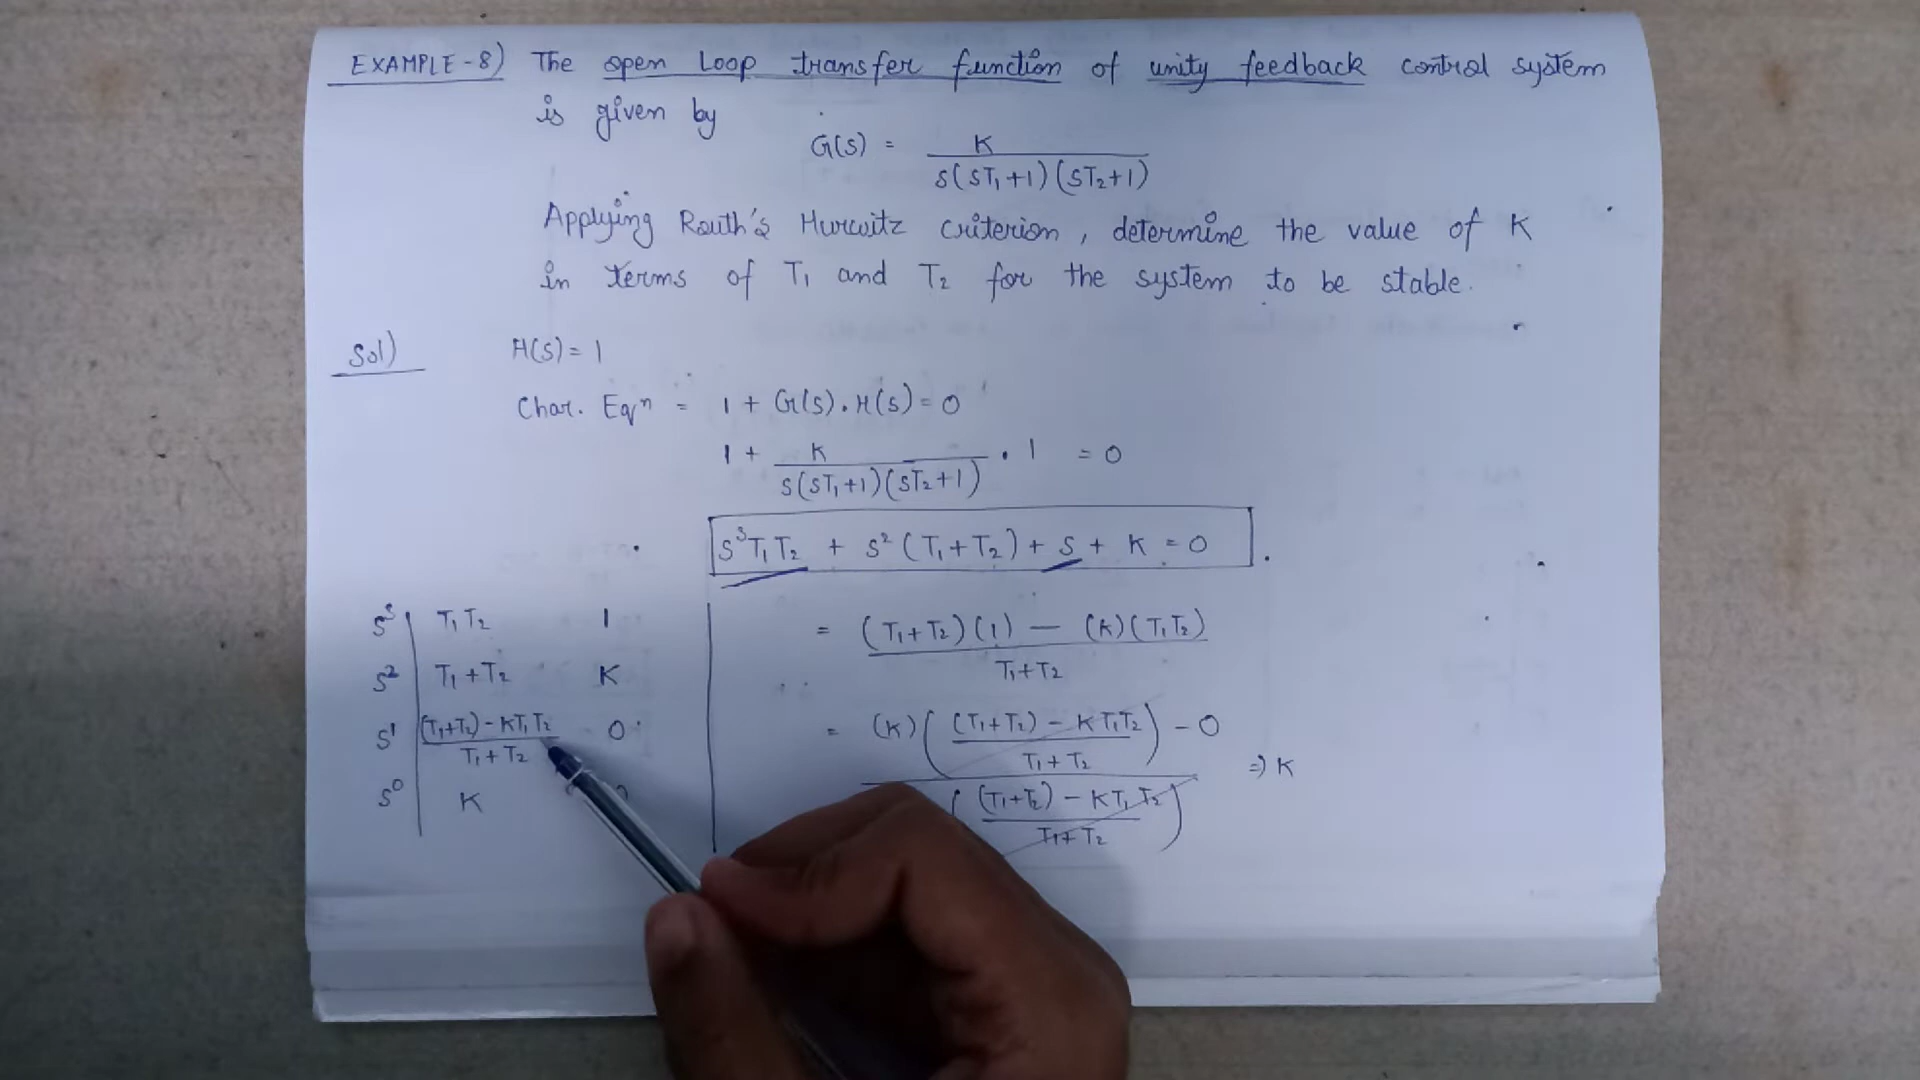 EXAMPLE-8) The open Loop transfer function of unity feedback control system
is given by
G(s) = K / s(sT₁+1)(sT₂+1)
Applying Routh's Hurwitz criterion, determine the value of K
in terms of T₁ and T₂ for the system to be stable.
Sol) H(s) = 1
Char. Eqⁿ = 1 + G(s).H(s) = 0
1 + K / s(sT₁+1)(sT₂+1) . 1 = 0
s³T₁T₂ + s²(T₁+T₂) + s + K = 0
s³ | T₁T₂ 1
s² | T₁+T₂ K
s¹ | (T₁+T₂) - KT₁T₂ / T₁+T₂ 0
s⁰ | K
= (T₁+T₂)(1) — (K)(T₁T₂) / T₁+T₂
= (K)((T₁+T₂) - KT₁T₂ / T₁+T₂) - 0 / ((T₁+T₂) - KT₁T₂ / T₁+T₂) ⇒ K